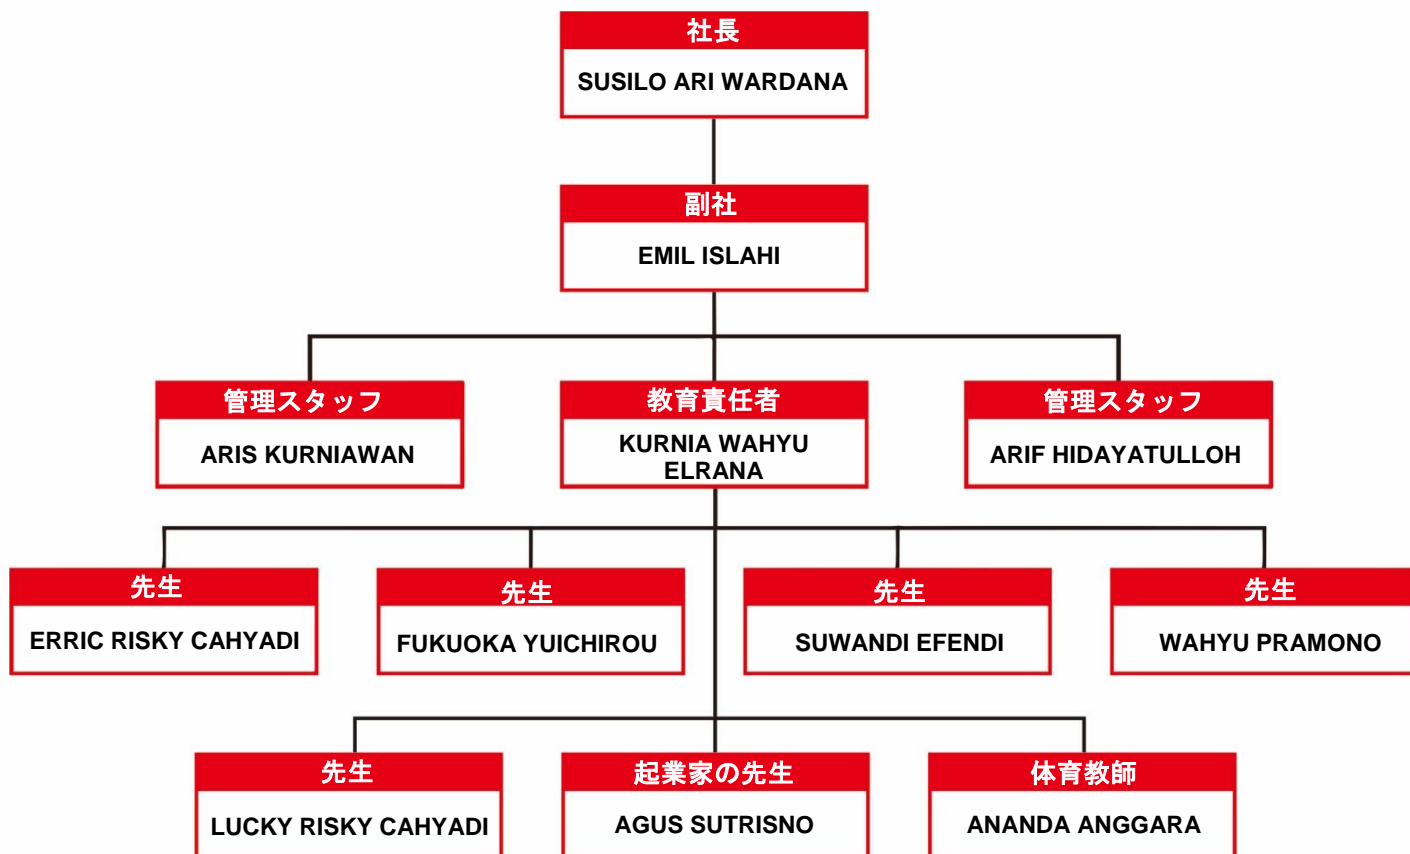 社長
SUSILO ARI WARDANA
副社
EMIL ISLAHI
管理スタッフ
ARIS KURNIAWAN
教育責任者
KURNIA WAHYU
ELRANA
管理スタッフ
ARIF HIDAYATULLOH
先生
ERRIC RISKY CAHYADI
先生
FUKUOKA YUICHIROU
先生
SUWANDI EFENDI
先生
WAHYU PRAMONO
先生
LUCKY RISKY CAHYADI
起業家の先生
AGUS SUTRISNO
体育教師
ANANDA ANGGARA